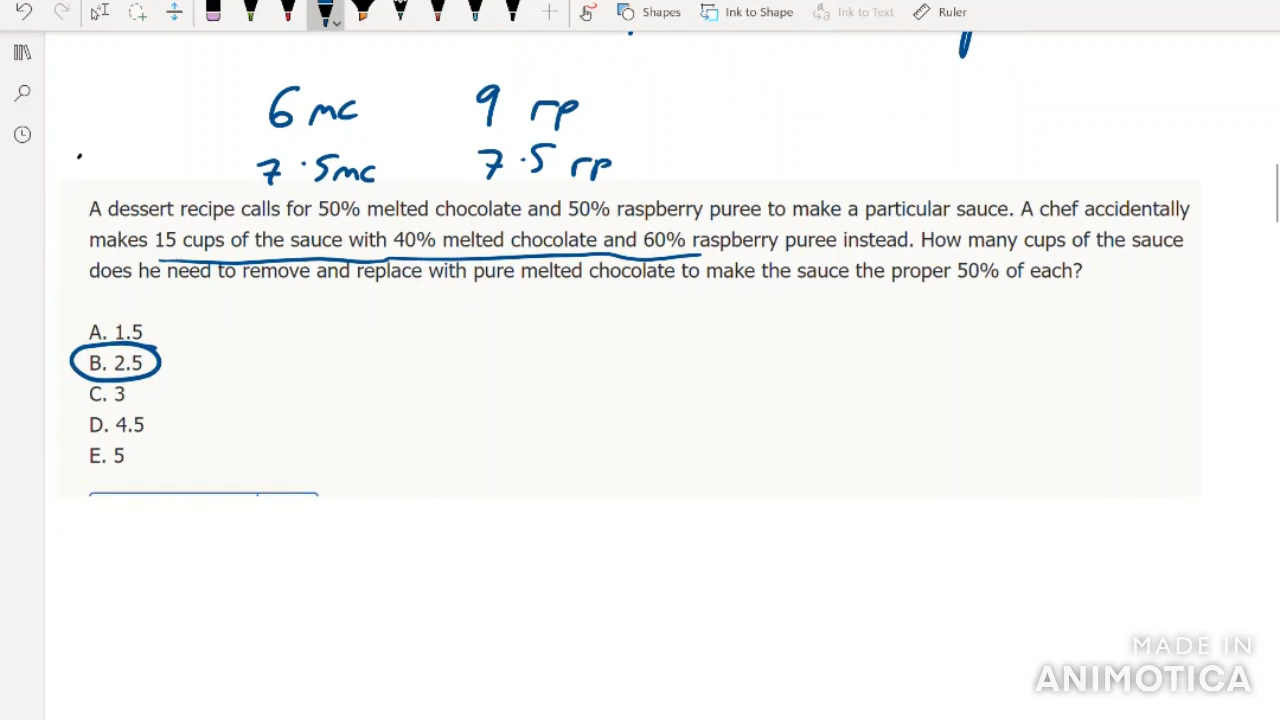 Shapes Ink to Shape Ink to Text Ruler
6 mc 9 rp
7.5mc 7.5 rp
A dessert recipe calls for 50% melted chocolate and 50% raspberry puree to make a particular sauce. A chef accidentally
makes 15 cups of the sauce with 40% melted chocolate and 60% raspberry puree instead. How many cups of the sauce
does he need to remove and replace with pure melted chocolate to make the sauce the proper 50% of each?
A. 1.5
B. 2.5
C. 3
D. 4.5
E. 5
MADE IN
ANIMOTICA